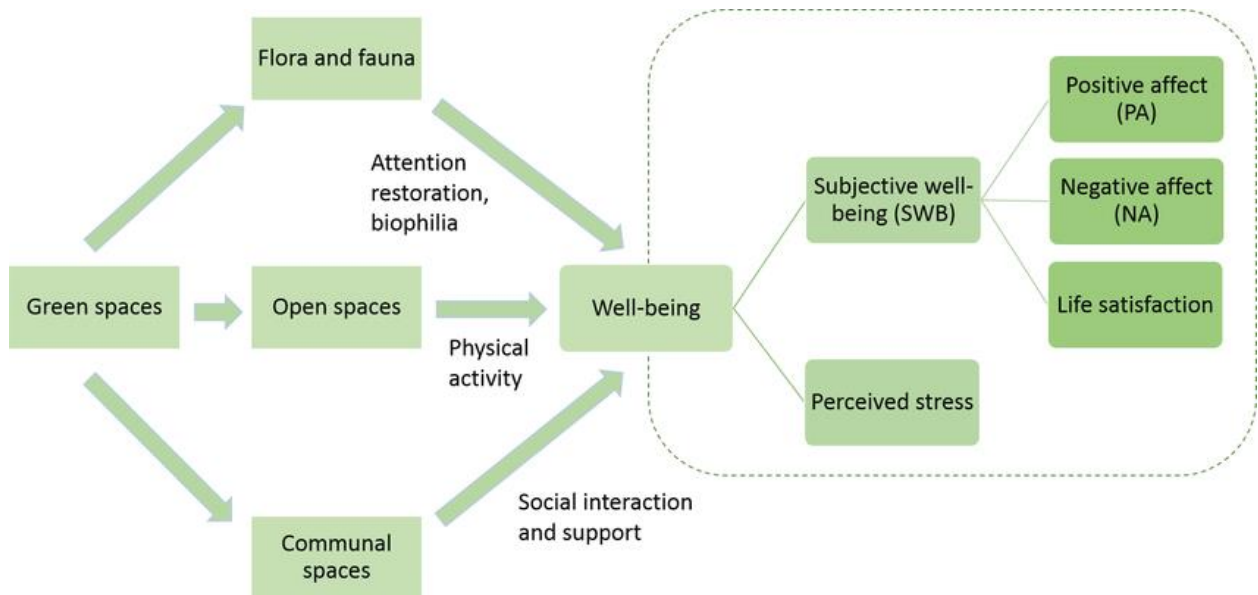 Flora and fauna
Attention
restoration,
biophilia
Green spaces
Open spaces
Physical
activity
Communal
spaces
Social interaction
and support
Well-being
Subjective well-
being (SWB)
Perceived stress
Positive affect
(PA)
Negative affect
(NA)
Life satisfaction